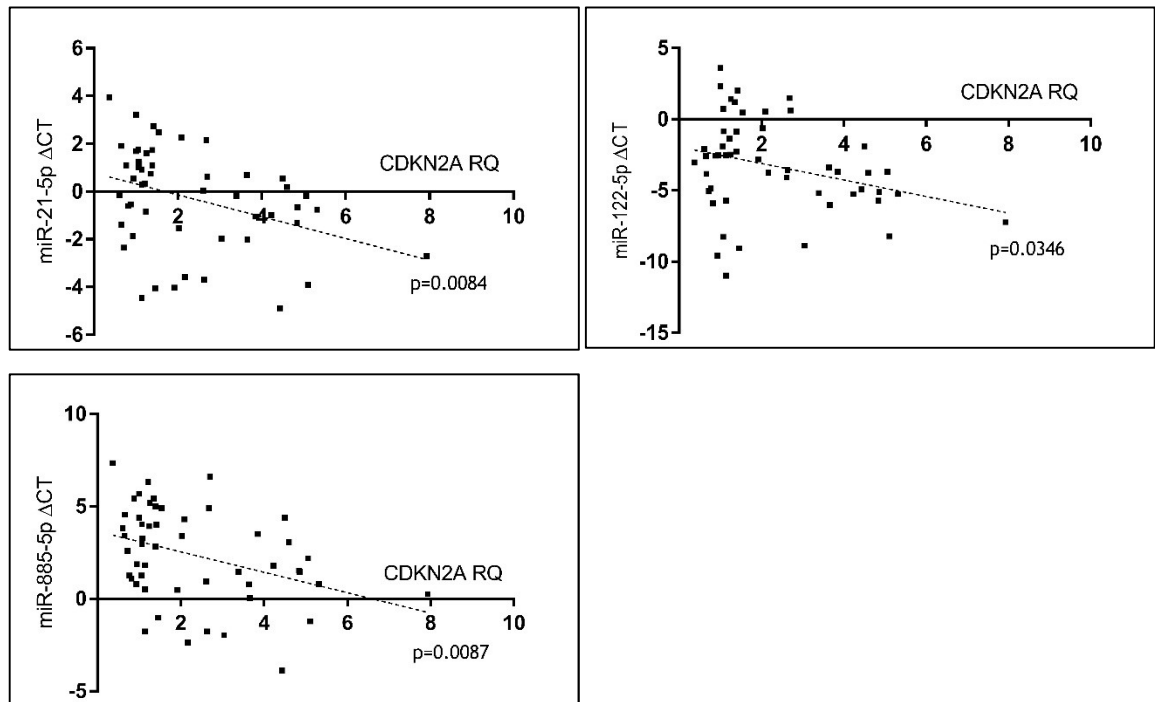 6
4
2
0
-2
-4
-6
miR-21-5p ΔCT
CDKN2A RQ
2 4 6 8 10
p=0.0084
5
0
-5
-10
-15
miR-122-5p ΔCT
CDKN2A RQ
2 4 6 8 10
p=0.0346
10
5
0
-5
miR-885-5p ΔCT
CDKN2A RQ
2 4 6 8 10
p=0.0087